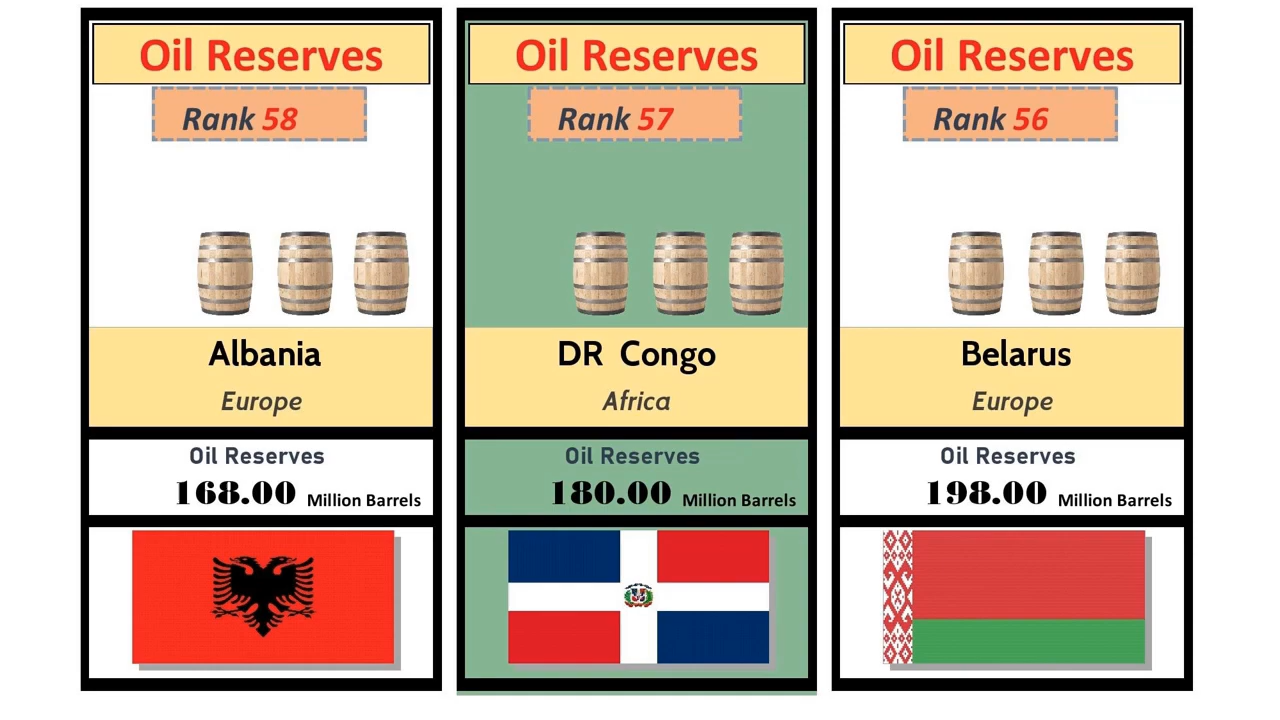 Oil Reserves
Rank 58
Albania
Europe
Oil Reserves
168.00 Million Barrels
Oil Reserves
Rank 57
DR Congo
Africa
Oil Reserves
180.00 Million Barrels
Oil Reserves
Rank 56
Belarus
Europe
Oil Reserves
198.00 Million Barrels